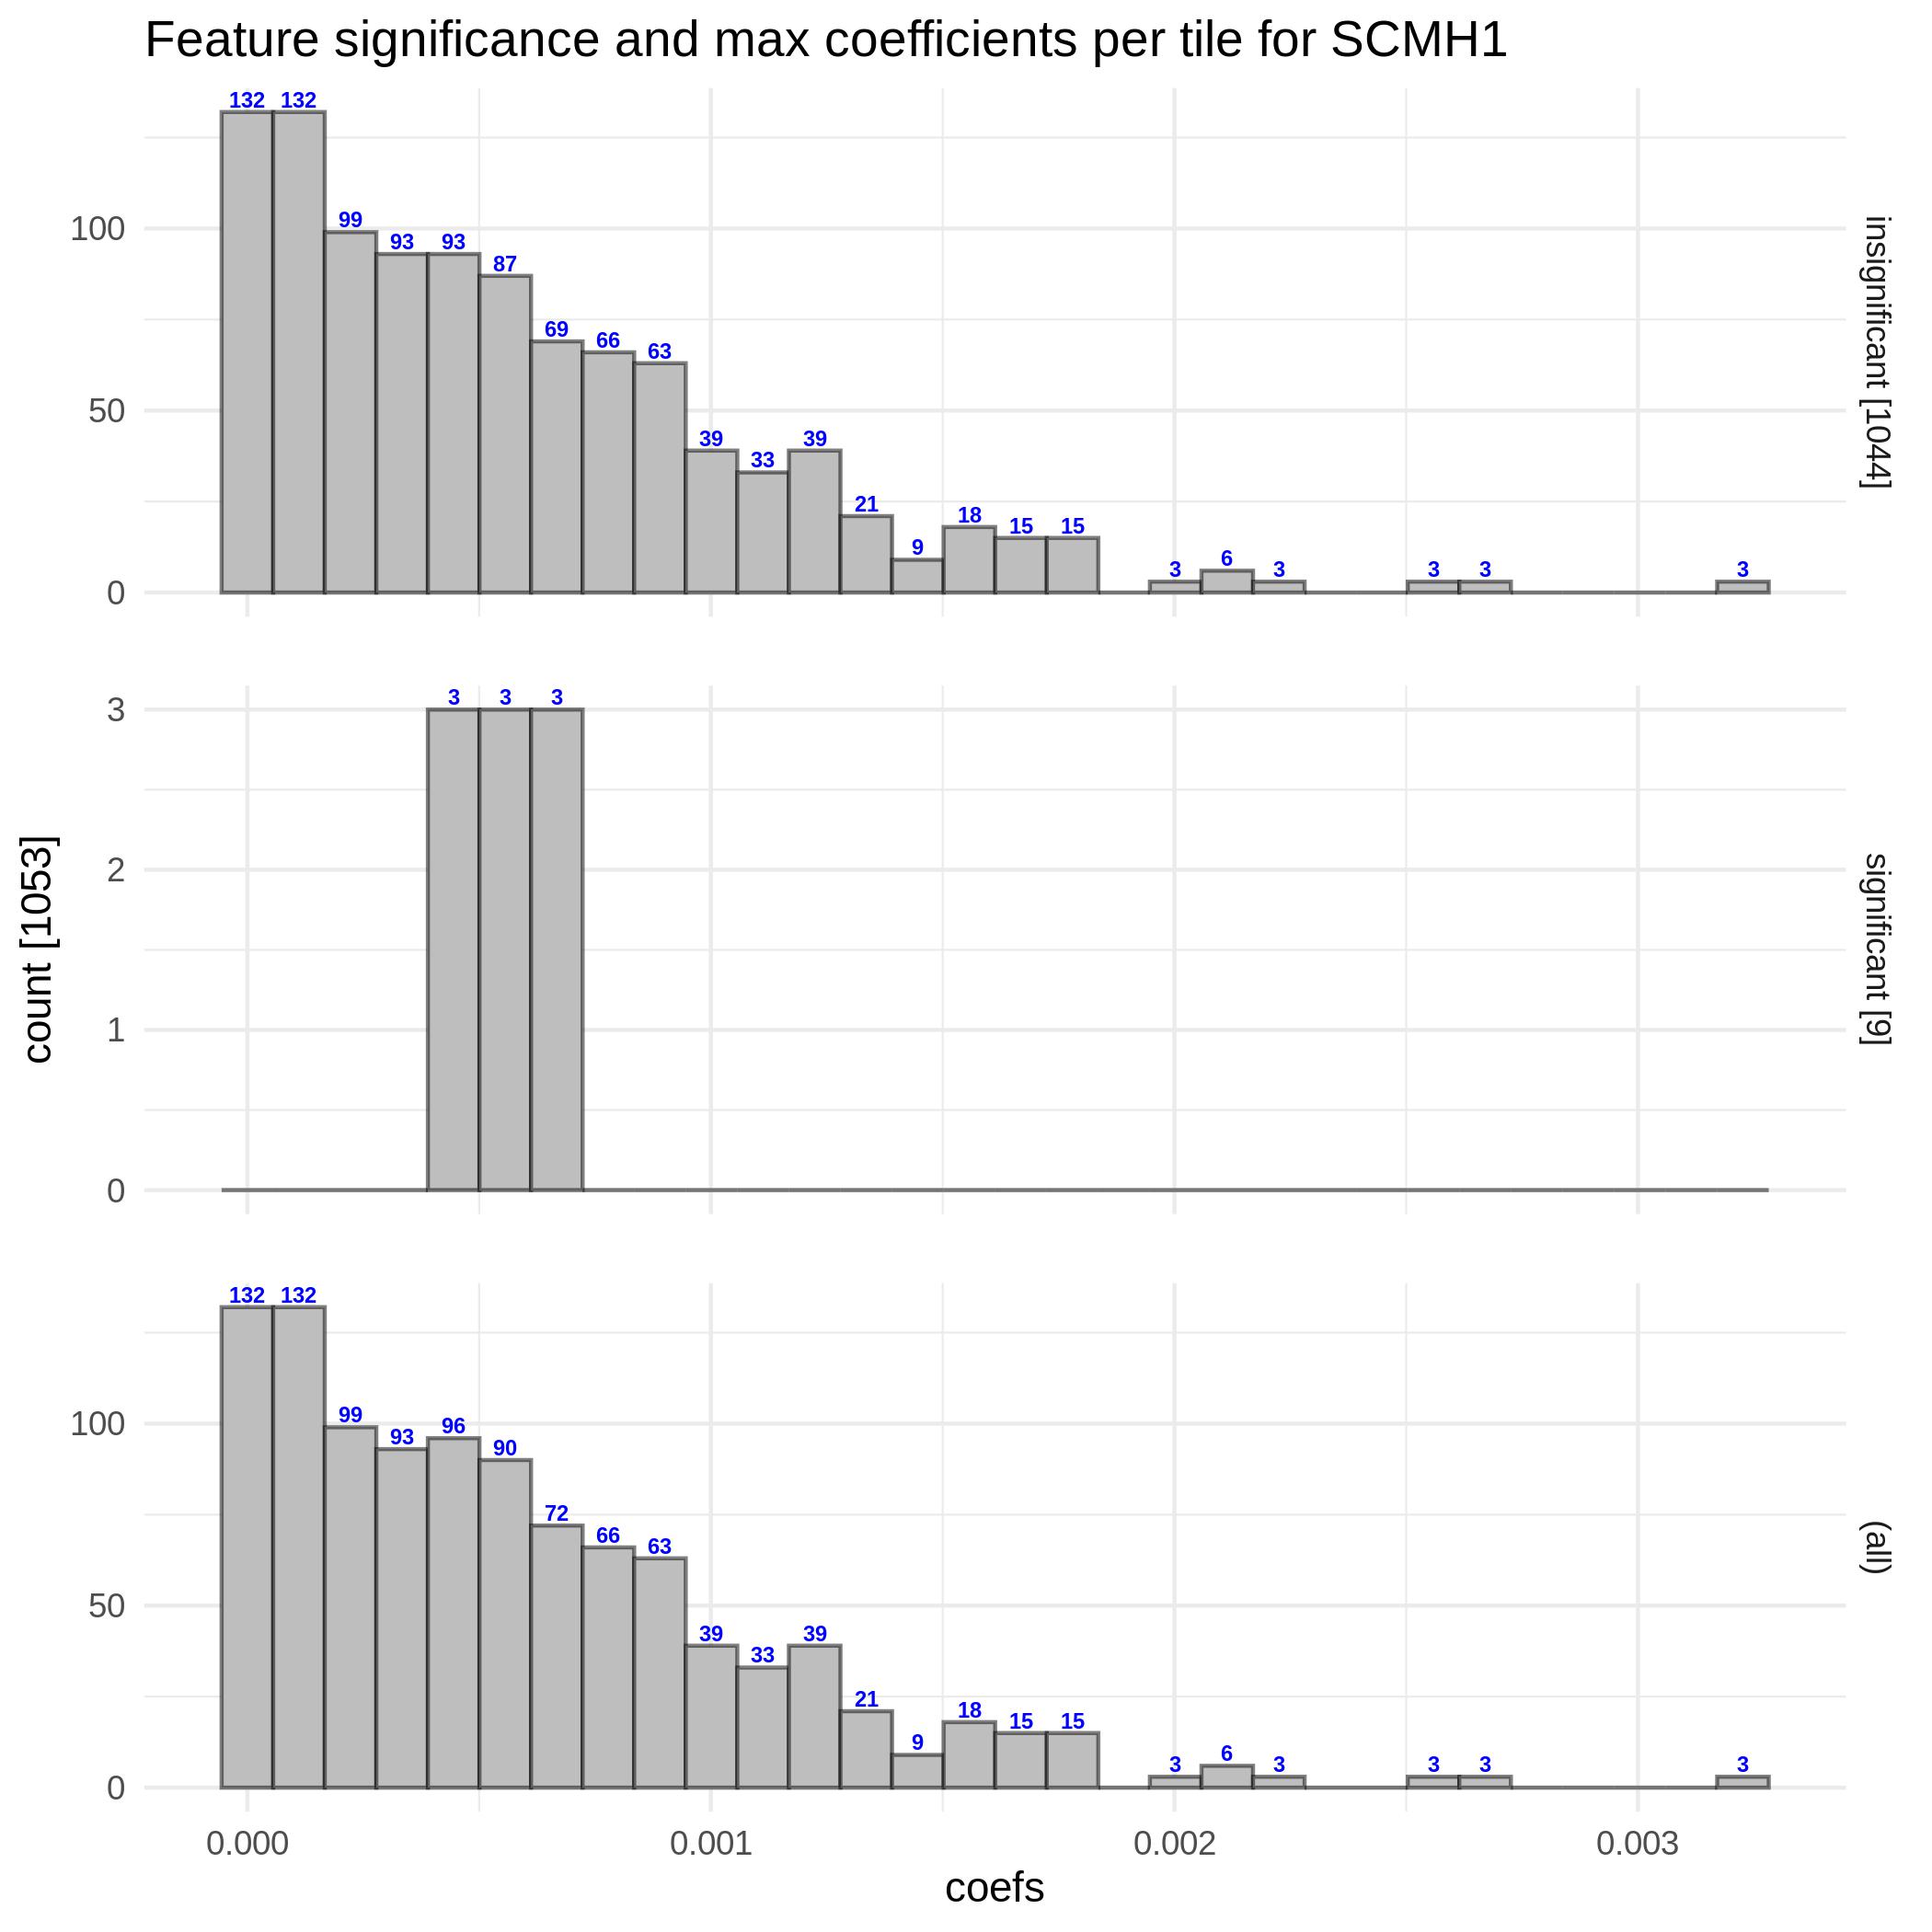 Feature significance and max coefficients per tile for SCMH1
132 132 99 93 93 87 69 66 63 39 33 39 21 9 18 15 15 3 6 3 3 3 3
100
50
0
insignificant [1044]
3 3 3
3
2
1
0
significant [9]
count [1053]
132 132 99 93 96 90 72 66 63 39 33 39 21 9 18 15 15 3 6 3 3 3 3
100
50
0
(all)
0.000 0.001 0.002 0.003
coefs